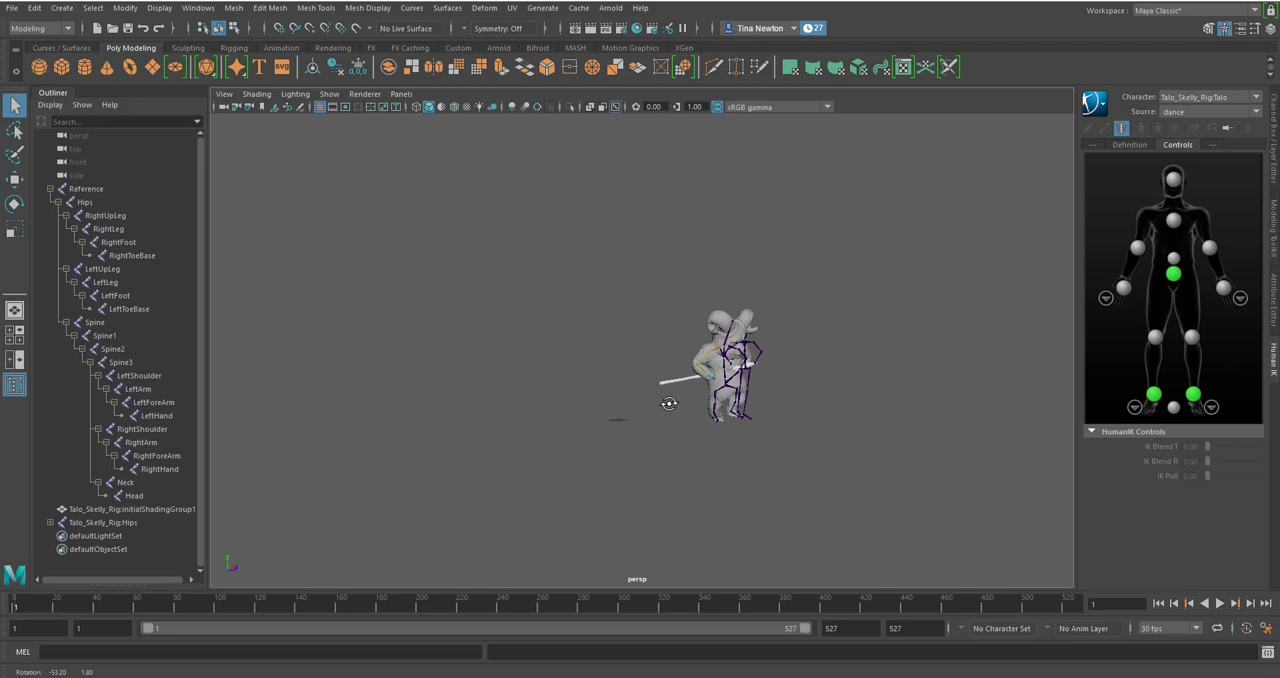 File Edit Create Select Modify Display Windows Mesh Edit Mesh Mesh Tools Mesh Display Curves Surfaces Deform UV Generate Cache Arnold Help Workspace : Maya Classic*
Modeling No Live Surface Symmetry: Off Tina Newton 27
Curves / Surfaces Poly Modeling Sculpting Rigging Animation Rendering FX FX Caching Custom Arnold Bifrost MASH Motion Graphics XGen
T SVG
Outliner
Display Show Help
Search...
View Shading Lighting Show Renderer Panels
0.00 1.00 sRGB gamma
persp
top
front
side
Reference
Hips
RightUpLeg
RightLeg
RightFoot
RightToeBase
LeftUpLeg
LeftLeg
LeftFoot
LeftToeBase
Spine
Spine1
Spine2
Spine3
LeftShoulder
LeftArm
LeftForeArm
LeftHand
RightShoulder
RightArm
RightForeArm
RightHand
Neck
Head
Talo_Skelly_Rig:initialShadingGroup1
Talo_Skelly_Rig:Hips
defaultLightSet
defaultObjectSet
Y
persp
Character: Talo_Skelly_Rig:Talo
Source: dance
--- Definition Controls ---
HumanIK Controls
IK Blend T 0.00
IK Blend R 0.00
IK Pull 0.00
Channel Box / Layer Editor
Modeling Toolkit
Attribute Editor
Human IK
0 20 40 60 80 100 120 140 160 180 200 220 240 260 280 300 320 340 360 380 400 420 440 460 480 500 520
1 1
1 1 1 527 527 527 No Character Set No Anim Layer 30 fps
MEL
Rotation: -53.20 1.80